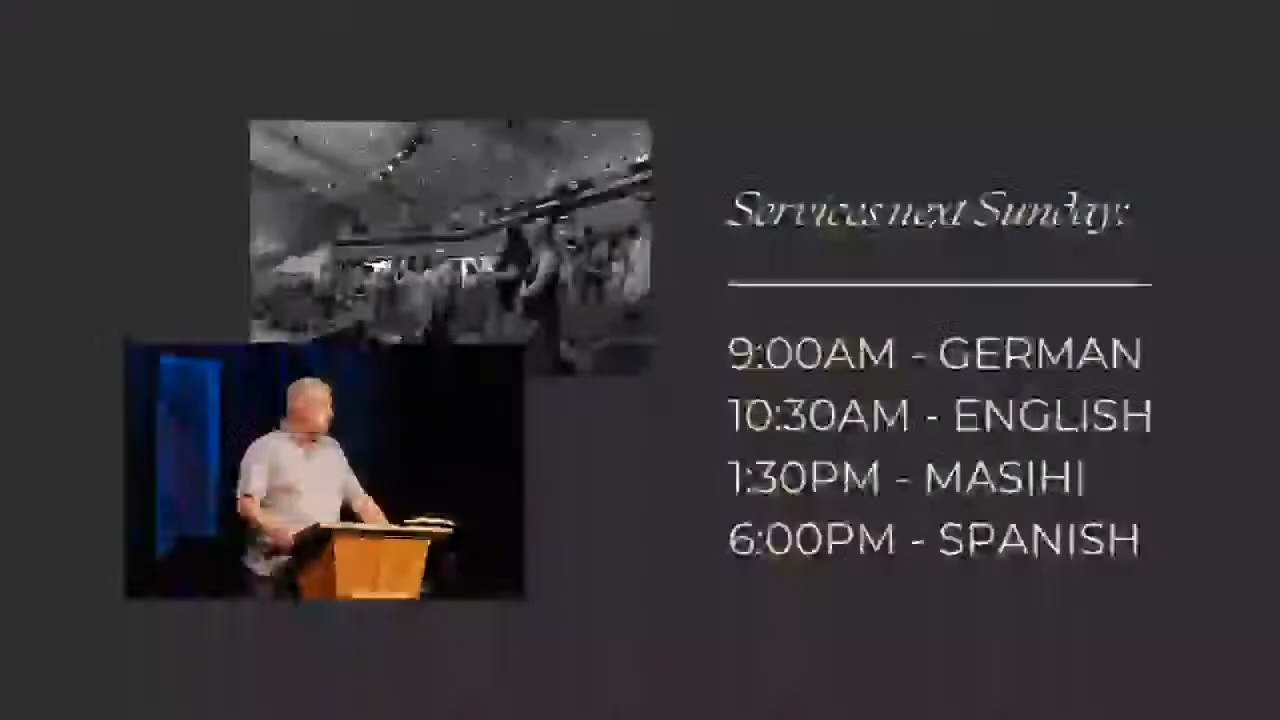 Services next Sunday:
9:00AM - GERMAN
10:30AM - ENGLISH
1:30PM - MASIHI
6:00PM - SPANISH